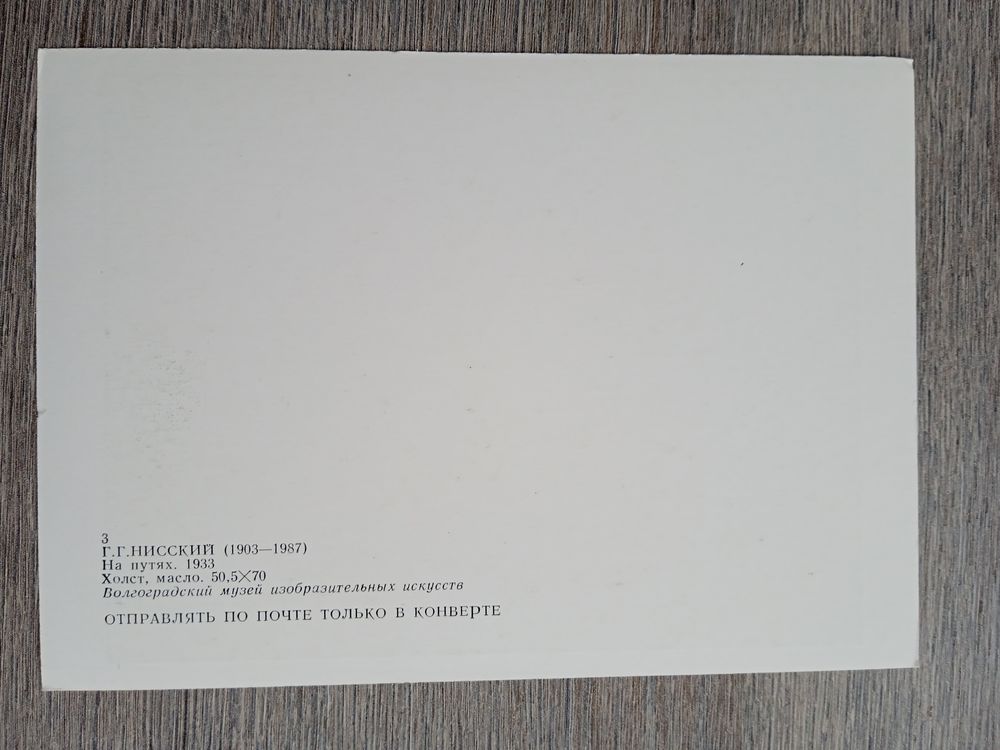 3
Г.Г.НИССКИЙ (1903—1987)
На путях. 1933
Холст, масло. 50,5×70
Волгоградский музей изобразительных искусств
ОТПРАВЛЯТЬ ПО ПОЧТЕ ТОЛЬКО В КОНВЕРТЕ